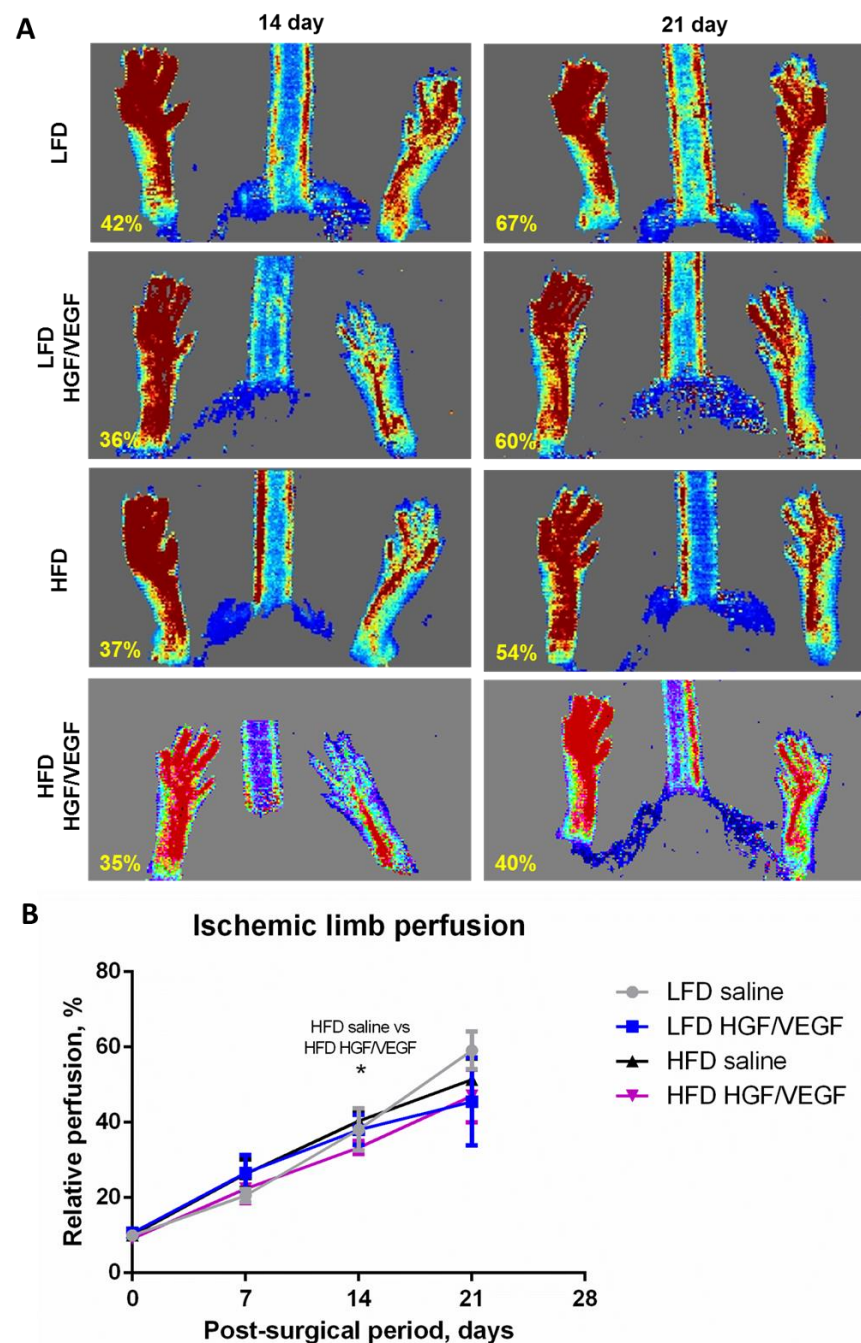 A
14 day
21 day
LFD
42%
67%
LFD
HGF/VEGF
36%
60%
HFD
37%
54%
HFD
HGF/VEGF
35%
40%
B
Ischemic limb perfusion
80
60
40
20
0
Relative perfusion, %
HFD saline vs
HFD HGF/VEGF
*
0 7 14 21 28
Post-surgical period, days
LFD saline
LFD HGF/VEGF
HFD saline
HFD HGF/VEGF